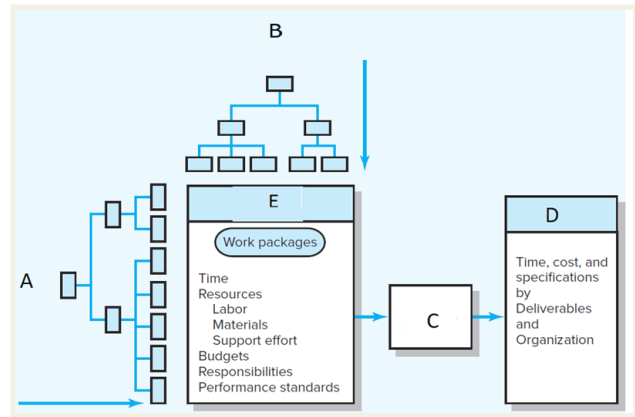 B
E
Work packages
Time
Resources
Labor
Materials
Support effort
Budgets
Responsibilities
Performance standards
A
C
D
Time, cost, and
specifications
by
Deliverables
and
Organization